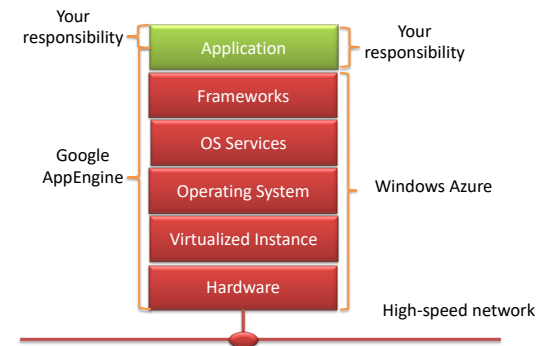 Your
responsibility
Application
Your
responsibility
Frameworks
OS Services
Google
AppEngine
Operating System
Windows Azure
Virtualized Instance
Hardware
High-speed network